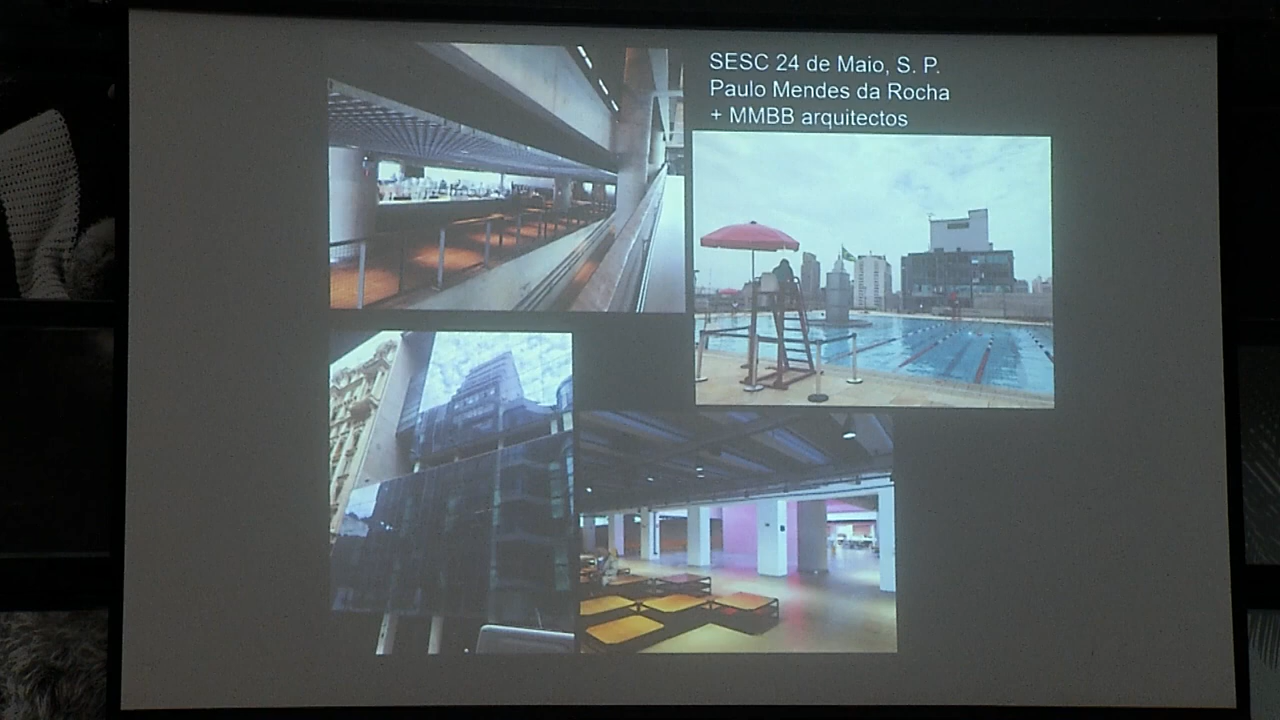 SESC 24 de Maio, S. P.
Paulo Mendes da Rocha
+ MMBB arquitectos